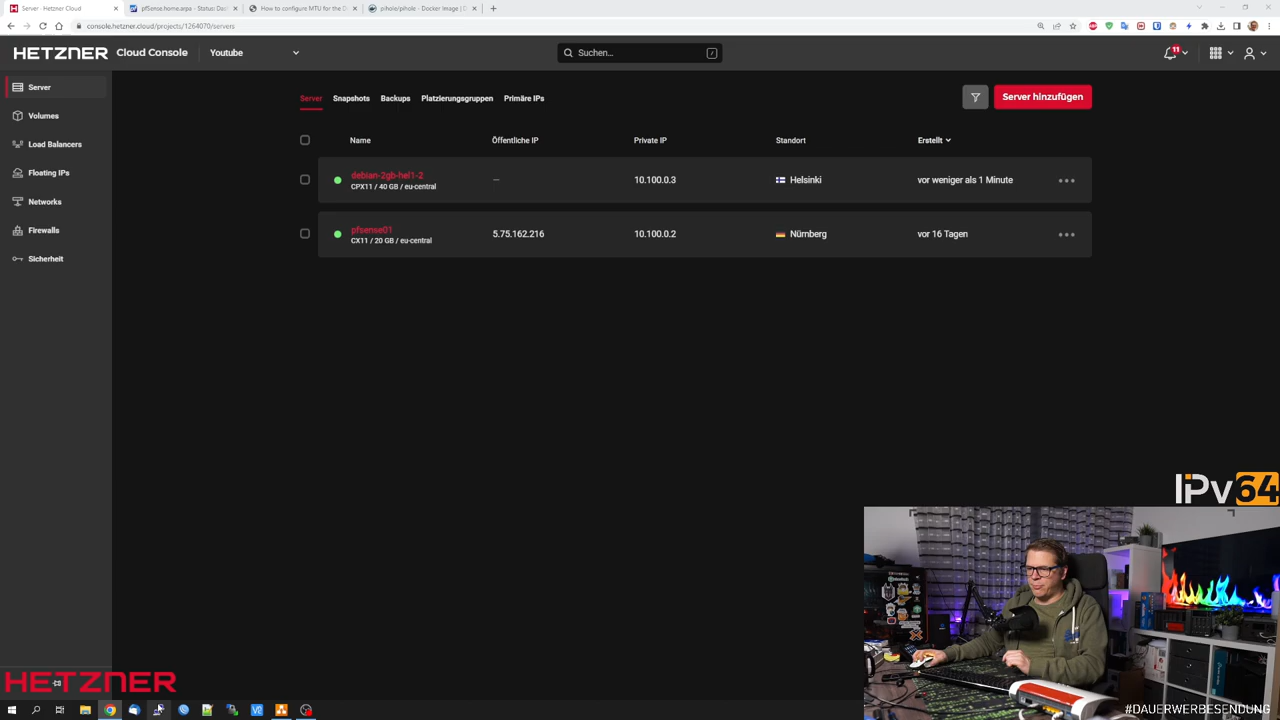 Server · Hetzner Cloud
pfSense.home.arpa - Status: Das
How to configure MTU for the D
pihole/pihole - Docker Image | D
console.hetzner.cloud/projects/1264070/servers
HETZNER Cloud Console
Youtube
Suchen...
/
11
Server
Volumes
Load Balancers
Floating IPs
Networks
Firewalls
Sicherheit
Server Snapshots Backups Platzierungsgruppen Primäre IPs
Server hinzufügen
Name Öffentliche IP Private IP Standort Erstellt
debian-2gb-hel1-2
CPX11 / 40 GB / eu-central
– 10.100.0.3 Helsinki vor weniger als 1 Minute
pfsense01
CX11 / 20 GB / eu-central
5.75.162.216 10.100.0.2 Nürnberg vor 16 Tagen
IPv64
HETZNER
#DAUERWERBESENDUNG